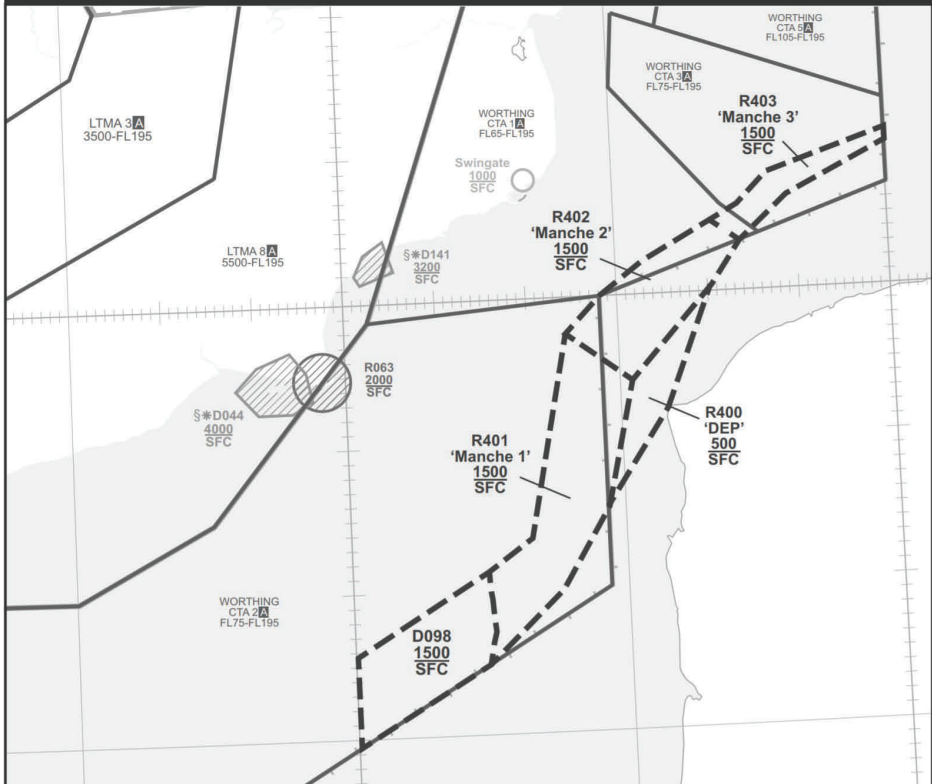 WORTHING
CTA 5 A
FL105-FL195
WORTHING
CTA 3 A
FL75-FL195
R403
'Manche 3'
1500
SFC
LTMA 3 A
3500-FL195
WORTHING
CTA 1 A
FL65-FL195
Swingate
1000
SFC
R402
'Manche 2'
1500
SFC
LTMA 8 A
5500-FL195
§*D141
3200
SFC
R063
2000
SFC
§*D044
4000
SFC
R400
'DEP'
500
SFC
R401
'Manche 1'
1500
SFC
WORTHING
CTA 2 A
FL75-FL195
D098
1500
SFC